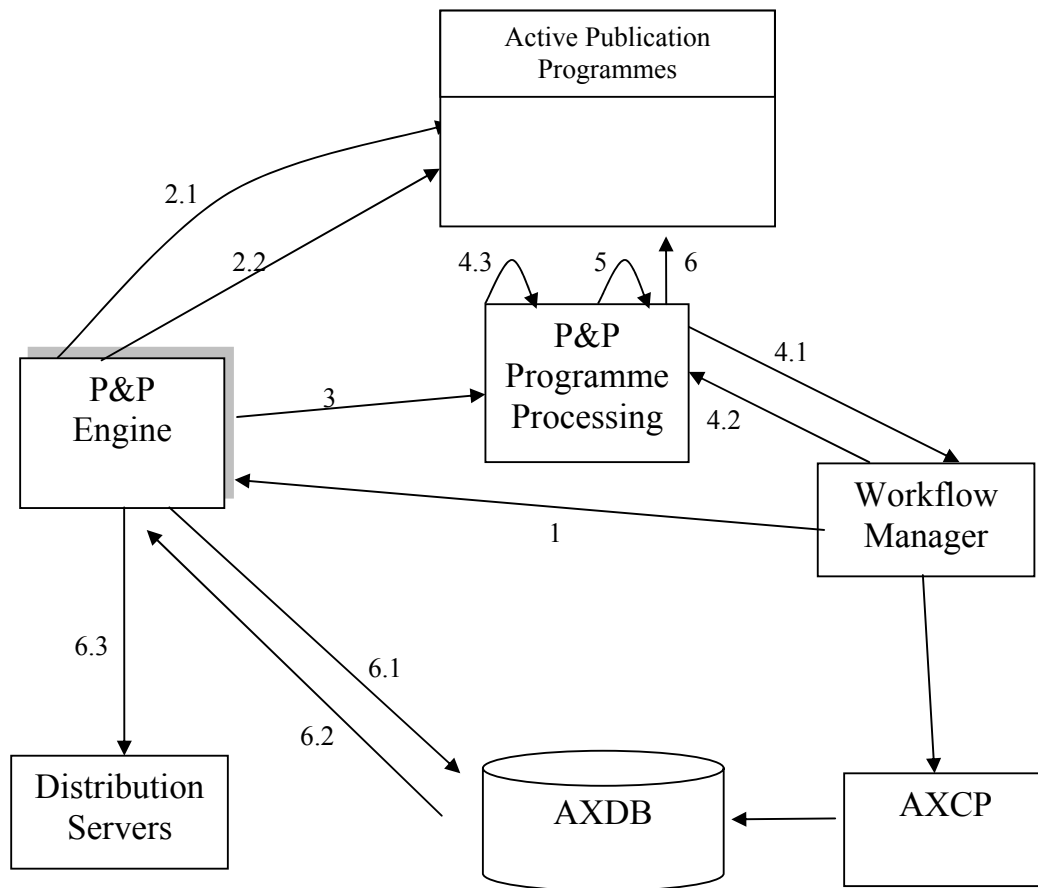 Active Publication
Programmes
2.1
2.2
4.3
5
6
P&P
Programme
Processing
4.1
4.2
P&P
Engine
3
Workflow
Manager
1
6.3
6.1
6.2
Distribution
Servers
AXDB
AXCP